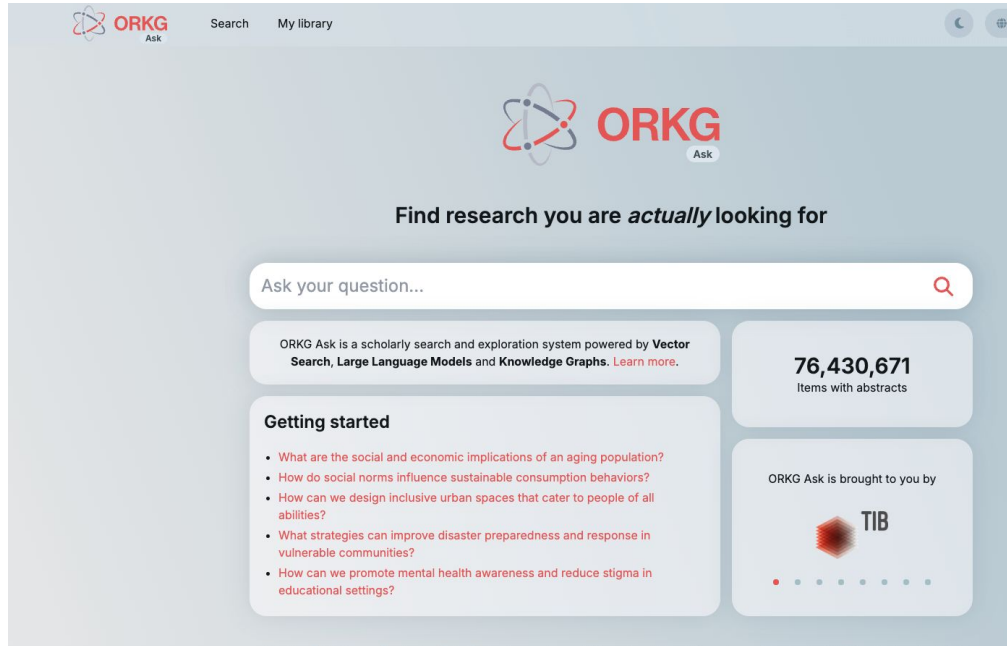 ORKG
Ask
Search
My library
ORKG
Ask
Find research you are actually looking for
Ask your question...
ORKG Ask is a scholarly search and exploration system powered by Vector
Search, Large Language Models and Knowledge Graphs. Learn more.
76,430,671
Items with abstracts
Getting started
• What are the social and economic implications of an aging population?
• How do social norms influence sustainable consumption behaviors?
• How can we design inclusive urban spaces that cater to people of all
abilities?
• What strategies can improve disaster preparedness and response in
vulnerable communities?
• How can we promote mental health awareness and reduce stigma in
educational settings?
ORKG Ask is brought to you by
TIB